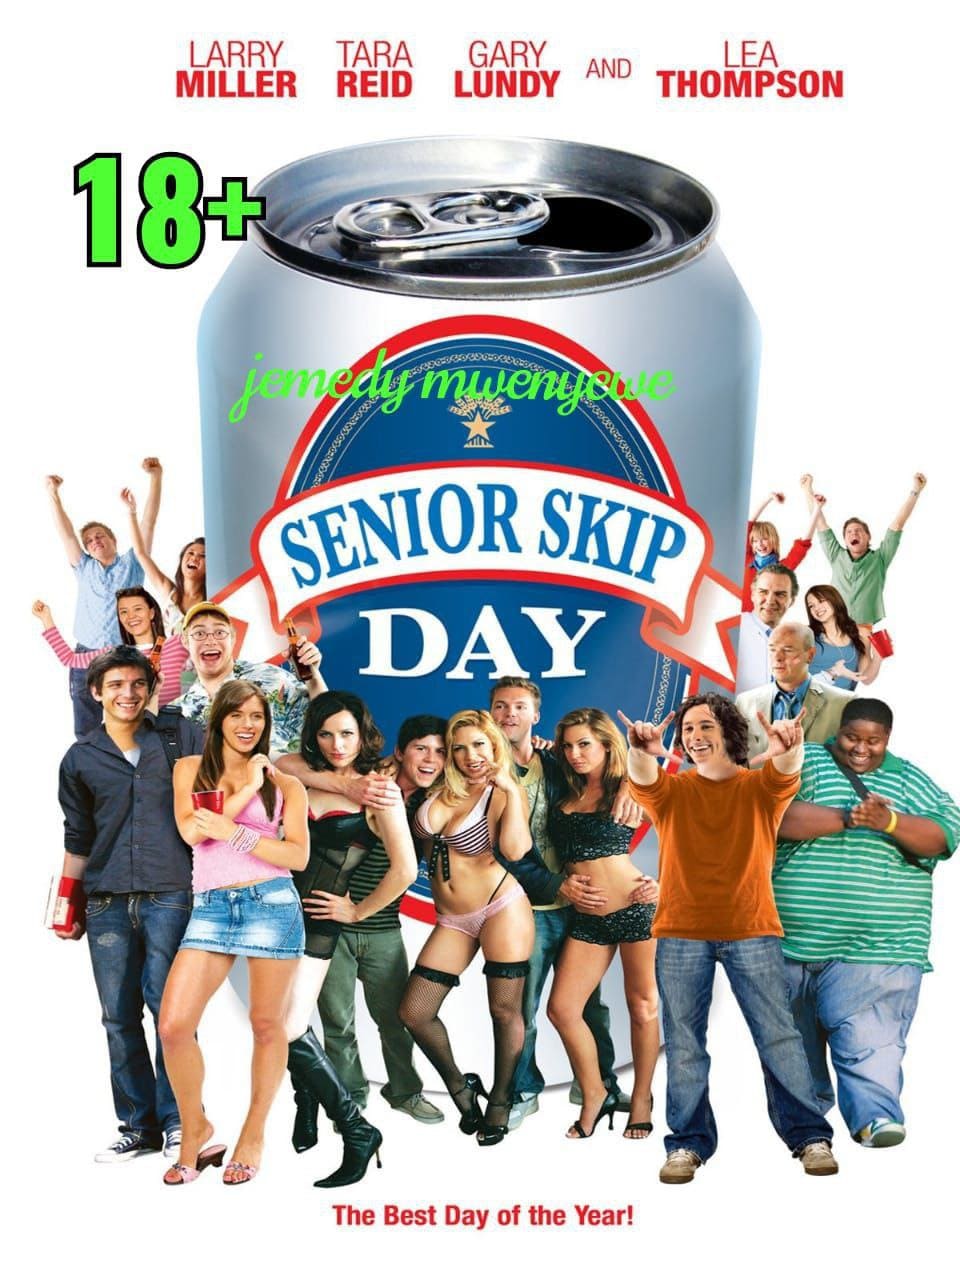 LARRY MILLER TARA REID GARY LUNDY AND LEA THOMPSON
18+
jemedy mwenyewe
SENIOR SKIP
DAY
The Best Day of the Year!